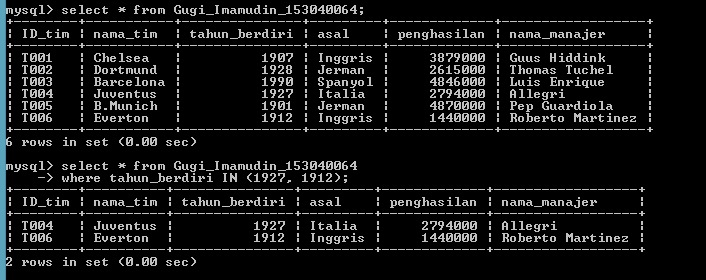 mysql> select * from Gugi_Imamudin_153040064;
+--------+-----------+---------------+---------+-------------+------------------+
| ID_tim | nama_tim | tahun_berdiri | asal | penghasilan | nama_manajer |
+--------+-----------+---------------+---------+-------------+------------------+
| T001 | Chelsea | 1907 | Inggris | 3879000 | Guus Hiddink |
| T002 | Dortmund | 1928 | Jerman | 2615000 | Thomas Tuchel |
| T003 | Barcelona | 1990 | Spanyol | 4846000 | Luis Enrique |
| T004 | Juventus | 1927 | Italia | 2794000 | Allegri |
| T005 | B.Munich | 1901 | Jerman | 4870000 | Pep Guardiola |
| T006 | Everton | 1912 | Inggris | 1440000 | Roberto Martinez |
+--------+-----------+---------------+---------+-------------+------------------+
6 rows in set (0.00 sec)
mysql> select * from Gugi_Imamudin_153040064
-> where tahun_berdiri IN (1927, 1912);
+--------+----------+---------------+---------+-------------+------------------+
| ID_tim | nama_tim | tahun_berdiri | asal | penghasilan | nama_manajer |
+--------+----------+---------------+---------+-------------+------------------+
| T004 | Juventus | 1927 | Italia | 2794000 | Allegri |
| T006 | Everton | 1912 | Inggris | 1440000 | Roberto Martinez |
+--------+----------+---------------+---------+-------------+------------------+
2 rows in set (0.00 sec)